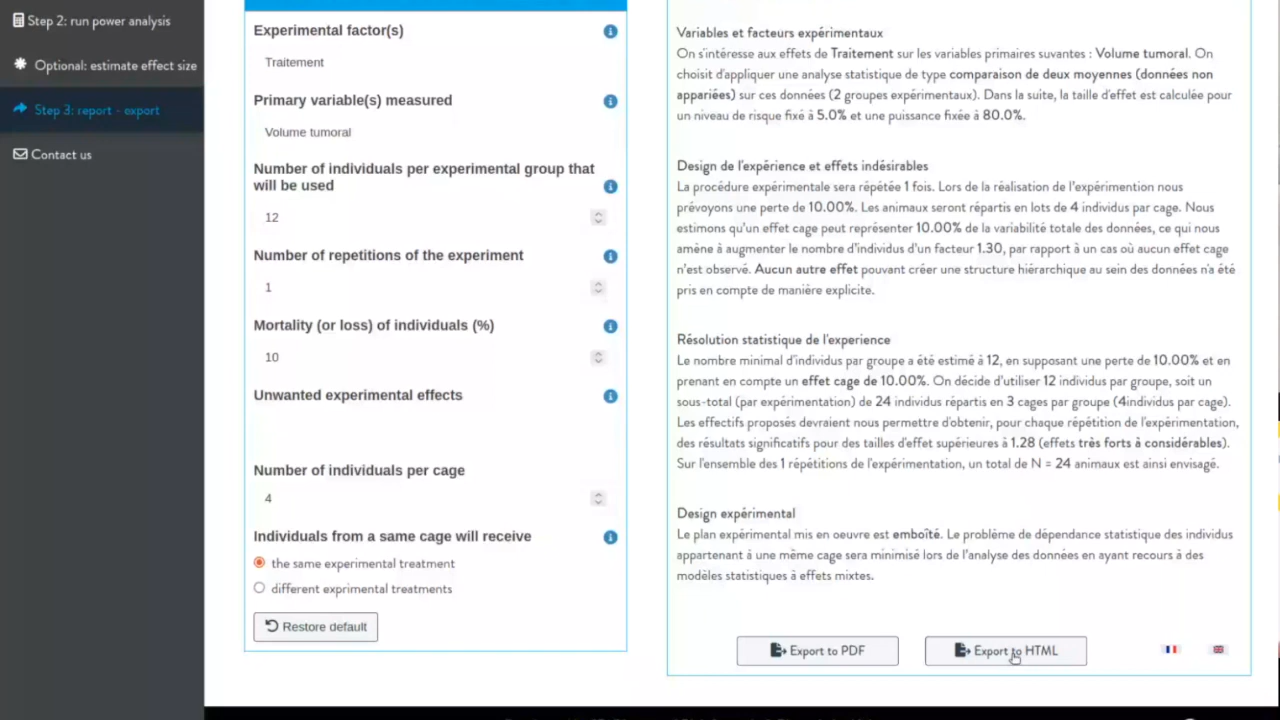 Step 2: run power analysis
Optional: estimate effect size
Step 3: report - export
Contact us
Experimental factor(s)
Traitement
Primary variable(s) measured
Volume tumoral
Number of individuals per experimental group that
will be used
12
Number of repetitions of the experiment
1
Mortality (or loss) of individuals (%)
10
Unwanted experimental effects
Number of individuals per cage
4
Individuals from a same cage will receive
the same experimental treatment
different exprimental treatments
Restore default
Variables et facteurs expérimentaux
On s'intéresse aux effets de Traitement sur les variables primaires suvantes : Volume tumoral. On
choisit d'appliquer une analyse statistique de type comparaison de deux moyennes (données non
appariées) sur ces données (2 groupes expérimentaux). Dans la suite, la taille d'effet est calculée pour
un niveau de risque fixé à 5.0% et une puissance fixée à 80.0%.
Design de l'expérience et effets indésirables
La procédure expérimentale sera répétée 1 fois. Lors de la réalisation de l'expérimention nous
prévoyons une perte de 10.00%. Les animaux seront répartis en lots de 4 individus par cage. Nous
estimons qu'un effet cage peut représenter 10.00% de la variabilité totale des données, ce qui nous
amène à augmenter le nombre d'individus d'un facteur 1.30, par rapport à un cas où aucun effet cage
n'est observé. Aucun autre effet pouvant créer une structure hiérarchique au sein des données n'a été
pris en compte de manière explicite.
Résolution statistique de l'experience
Le nombre minimal d'individus par groupe a été estimé à 12, en supposant une perte de 10.00% et en
prenant en compte un effet cage de 10.00%. On décide d'utiliser 12 individus par groupe, soit un
sous-total (par expérimentation) de 24 individus répartis en 3 cages par groupe (4individus par cage).
Les effectifs proposés devraient nous permettre d'obtenir, pour chaque répétition de l'expérimentation,
des résultats significatifs pour des tailles d'effet supérieures à 1.28 (effets très forts à considérables).
Sur l'ensemble des 1 répétitions de l'expérimentation, un total de N = 24 animaux est ainsi envisagé.
Design expérimental
Le plan expérimental mis en oeuvre est emboîté. Le problème de dépendance statistique des individus
appartenant à une même cage sera minimisé lors de l'analyse des données en ayant recours à des
modèles statistiques à effets mixtes.
Export to PDF
Export to HTML